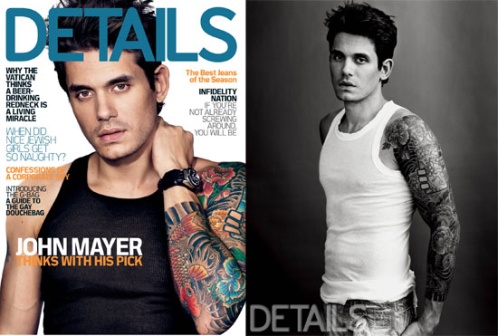 DETAILS
WHY THE
VATICAN
THINKS
A BEER-
DRINKING
REDNECK IS
A LIVING
MIRACLE
WHEN DID
NICE JEWISH
GIRLS GET
SO NAUGHTY?
CONFESSIONS OF
INTRODUCING
THE G-BAG
A GUIDE TO
THE GAY
DOUCHEBAG
The Best Jeans
of the Season
INFIDELITY
NATION
IF YOU'RE
NOT ALREADY
SCREWING
AROUND,
YOU WILL BE
JOHN MAYER
THINKS WITH HIS PICK
DETAILS